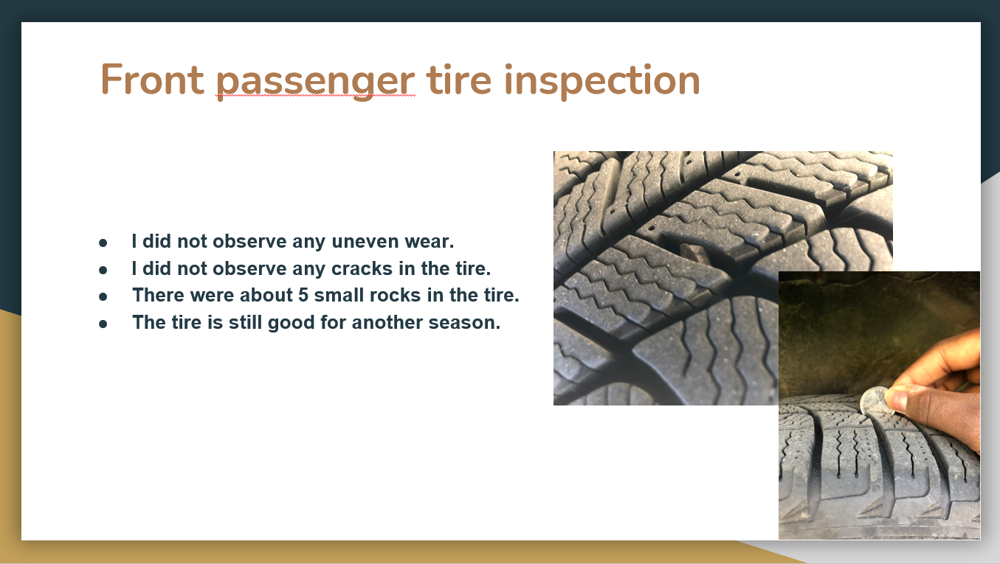 Front passenger tire inspection
● I did not observe any uneven wear.
● I did not observe any cracks in the tire.
● There were about 5 small rocks in the tire.
● The tire is still good for another season.